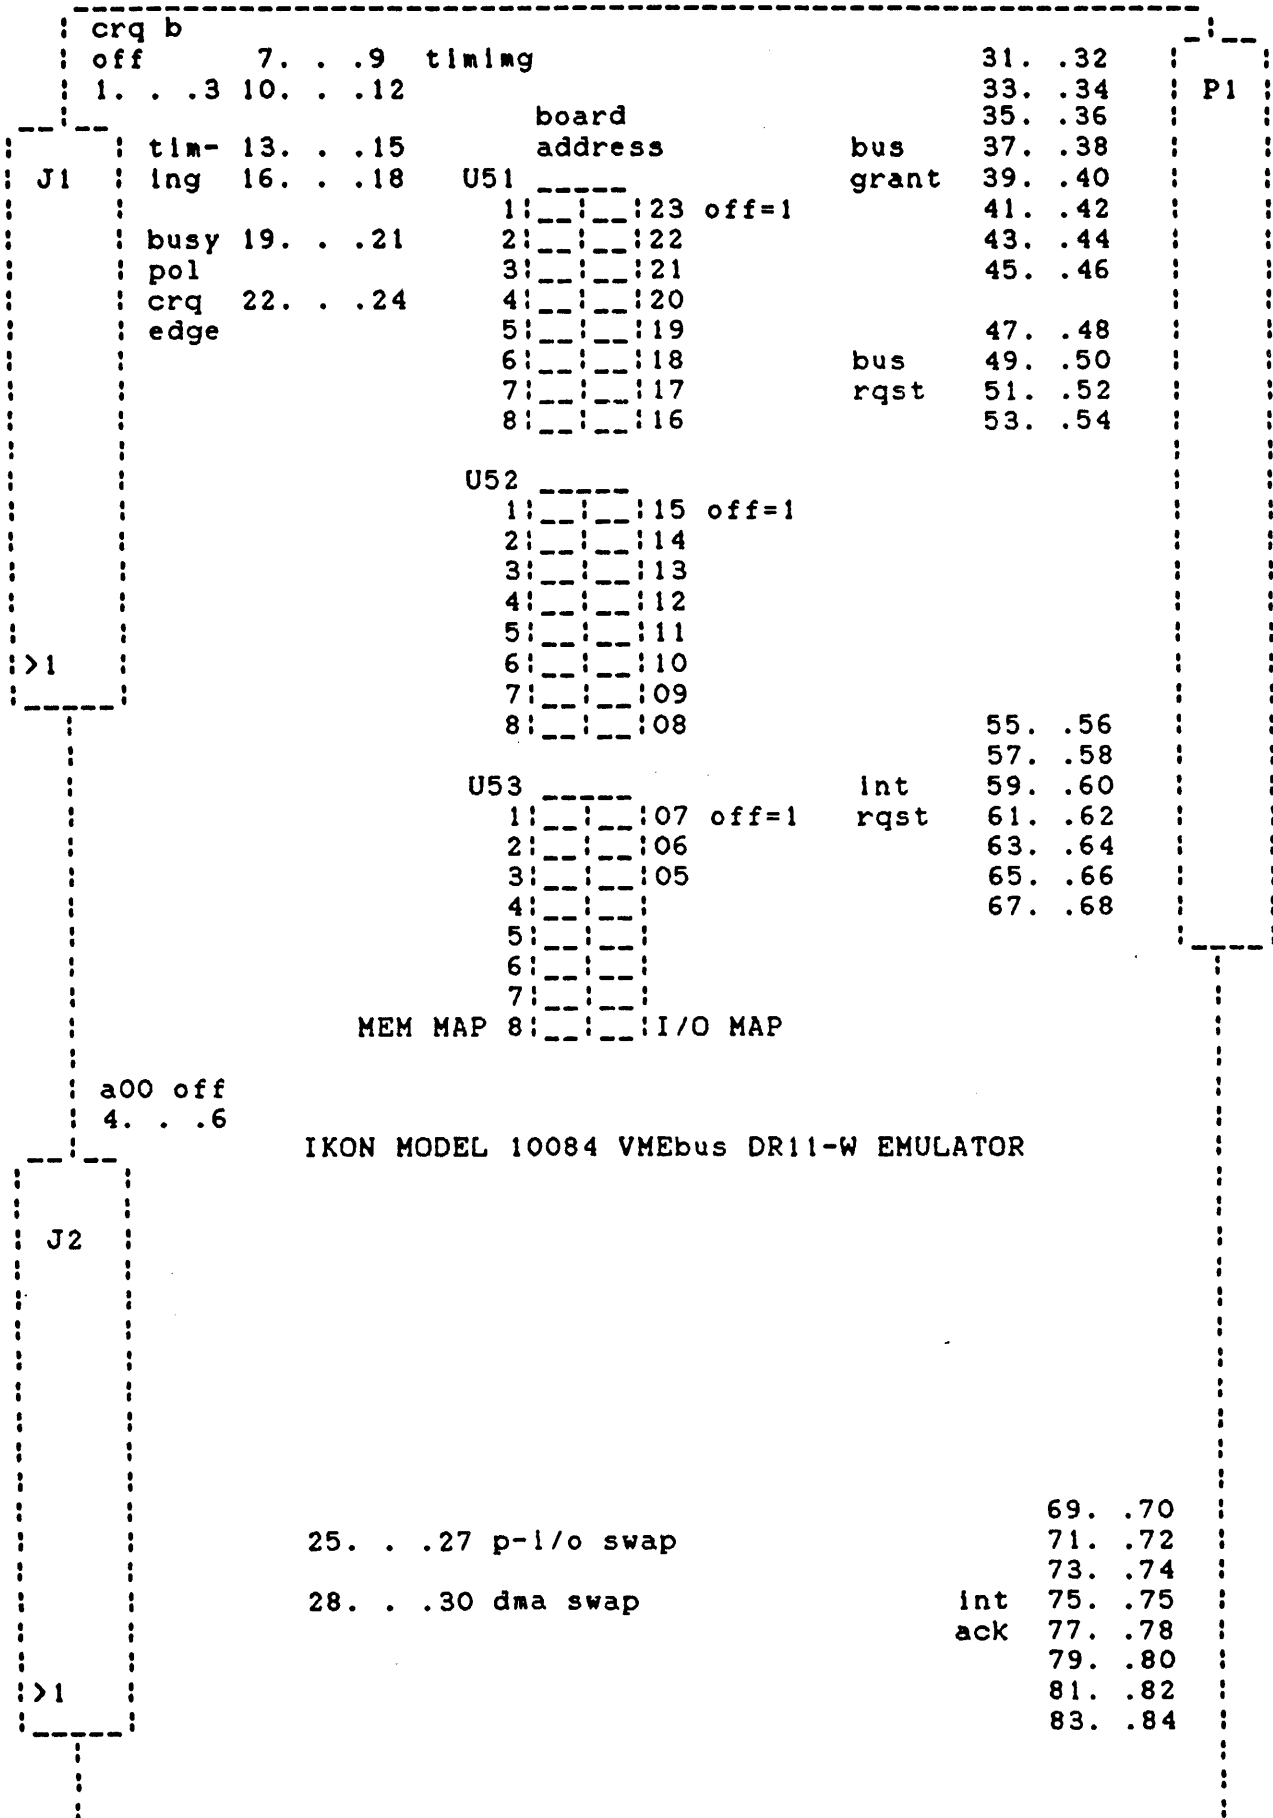 crq b
off 7. . .9 timimg 31. .32
1. . .3 10. . .12 33. .34 P1
board 35. .36
tim- 13. . .15 address bus 37. .38
J1 ing 16. . .18 U51 grant 39. .40
1 23 off=1 41. .42
busy 19. . .21 2 22 43. .44
pol 3 21 45. .46
crq 22. . .24 4 20
edge 5 19 47. .48
6 18 bus 49. .50
7 17 rqst 51. .52
8 16 53. .54
U52
1 15 off=1
2 14
3 13
4 12
5 11
>1 6 10
7 09
8 08 55. .56
57. .58
U53 int 59. .60
1 07 off=1 rqst 61. .62
2 06 63. .64
3 05 65. .66
4 67. .68
5
6
7
MEM MAP 8 I/O MAP
a00 off
4. . .6
IKON MODEL 10084 VMEbus DR11-W EMULATOR
J2
69. .70
25. . .27 p-i/o swap 71. .72
73. .74
28. . .30 dma swap int 75. .75
ack 77. .78
79. .80
>1 81. .82
83. .84